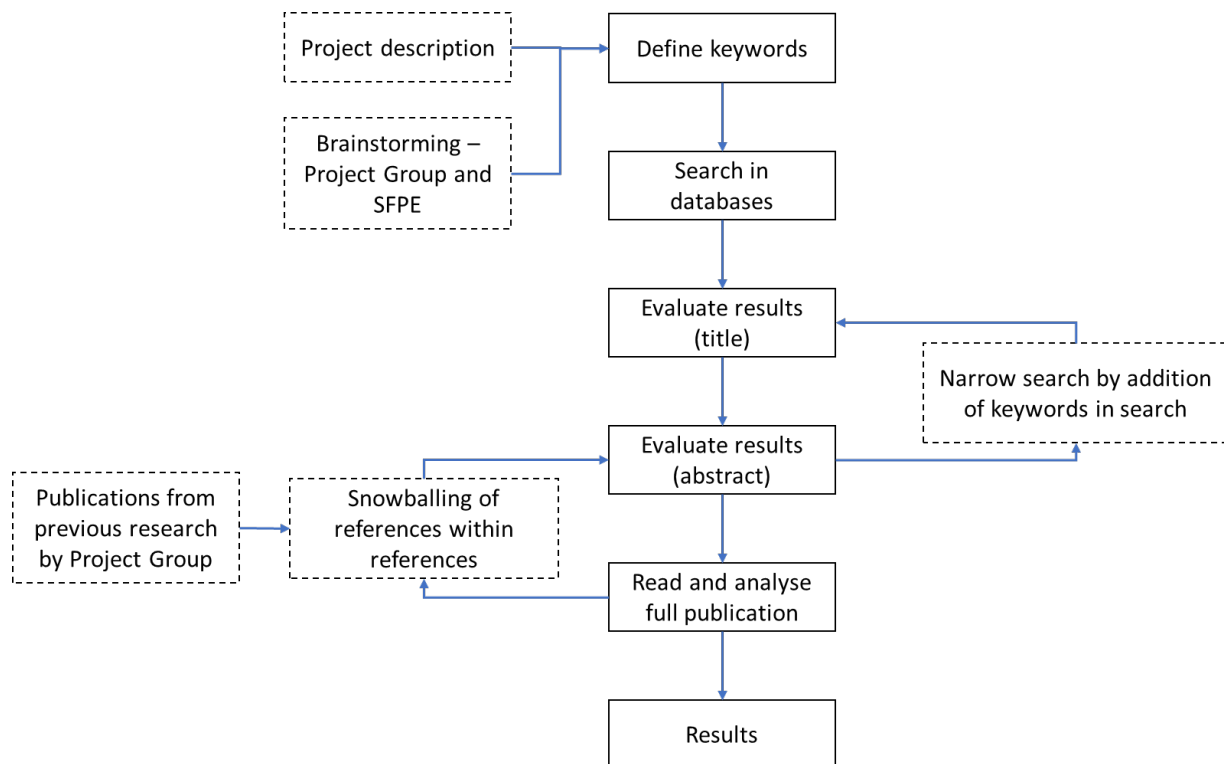 Project description
Define keywords
Brainstorming –
Project Group and
SFPE
Search in
databases
Evaluate results
(title)
Narrow search by addition
of keywords in search
Evaluate results
(abstract)
Publications from
previous research
by Project Group
Snowballing of
references within
references
Read and analyse
full publication
Results